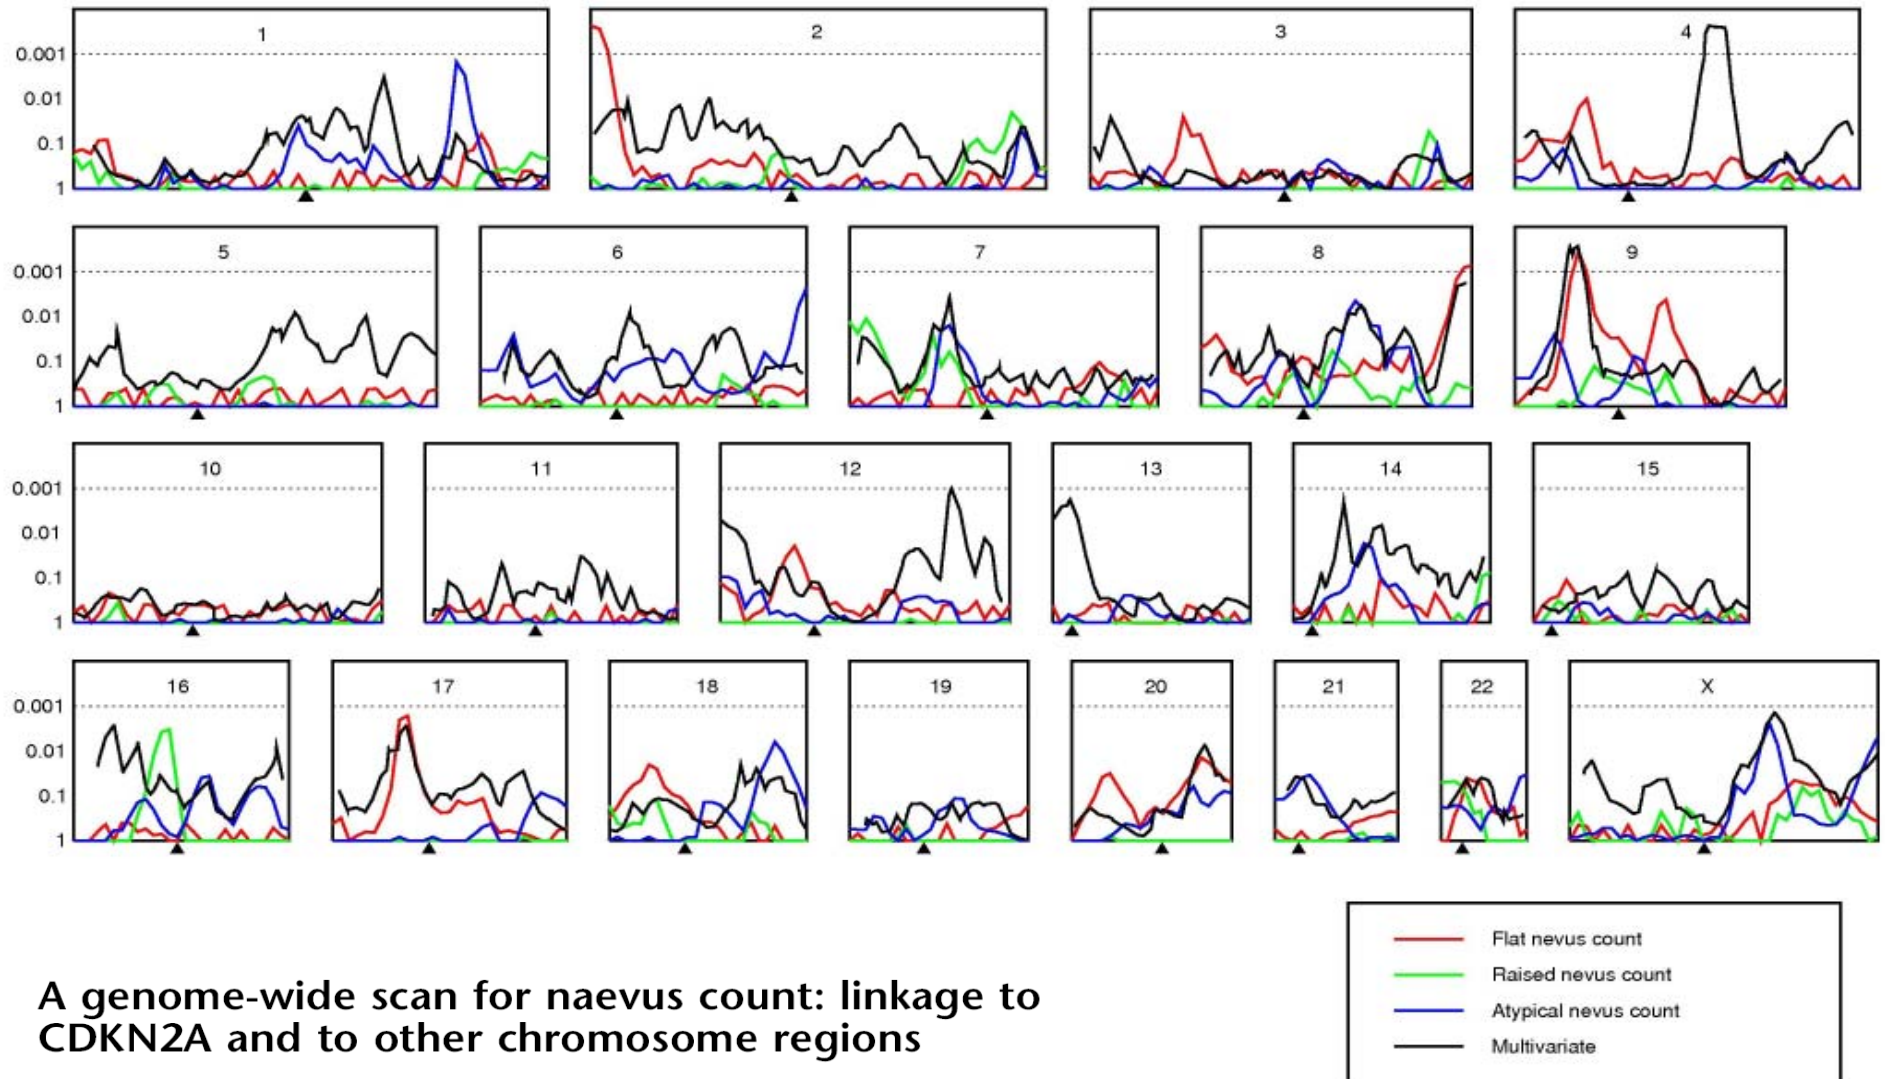 1 2 3 4
0.001
0.01
0.1
1
5 6 7 8 9
0.001
0.01
0.1
1
10 11 12 13 14 15
0.001
0.01
0.1
1
16 17 18 19 20 21 22 X
0.001
0.01
0.1
1
Flat nevus count
Raised nevus count
Atypical nevus count
Multivariate
A genome-wide scan for naevus count: linkage to
CDKN2A and to other chromosome regions